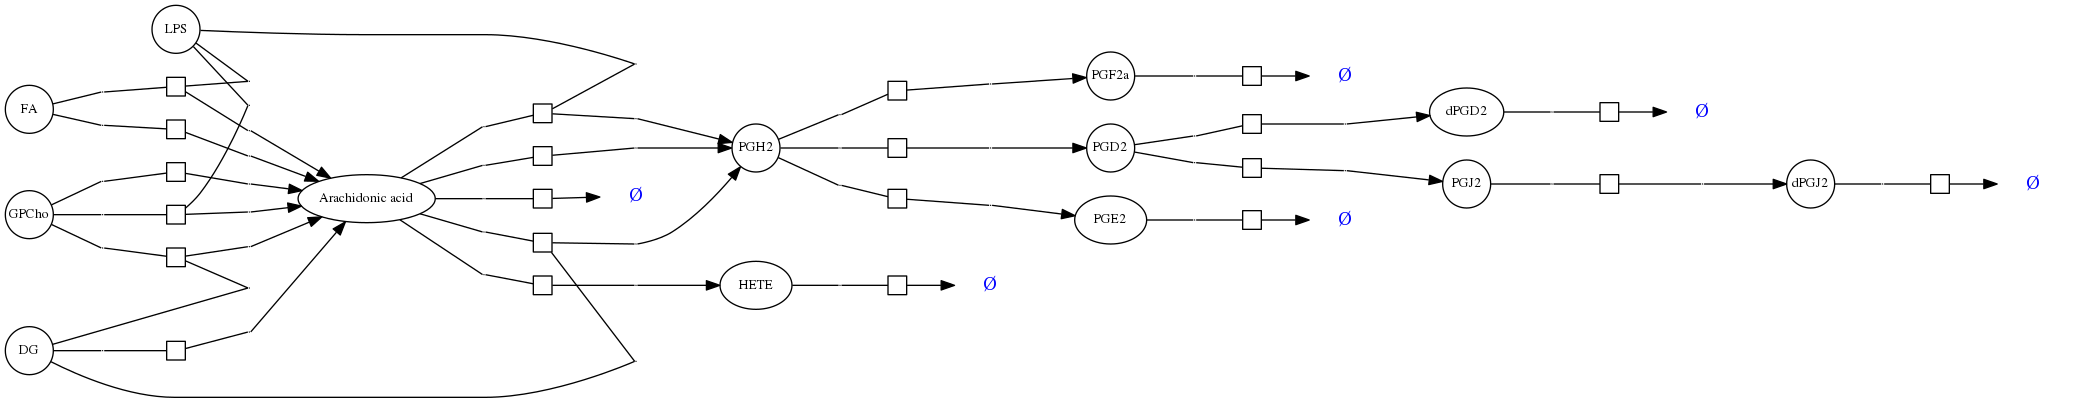 LPS
FA
GPCho
DG
Arachidonic acid
Ø
PGH2
HETE
Ø
PGF2a
PGD2
PGE2
Ø
Ø
dPGD2
PGJ2
Ø
dPGJ2
Ø